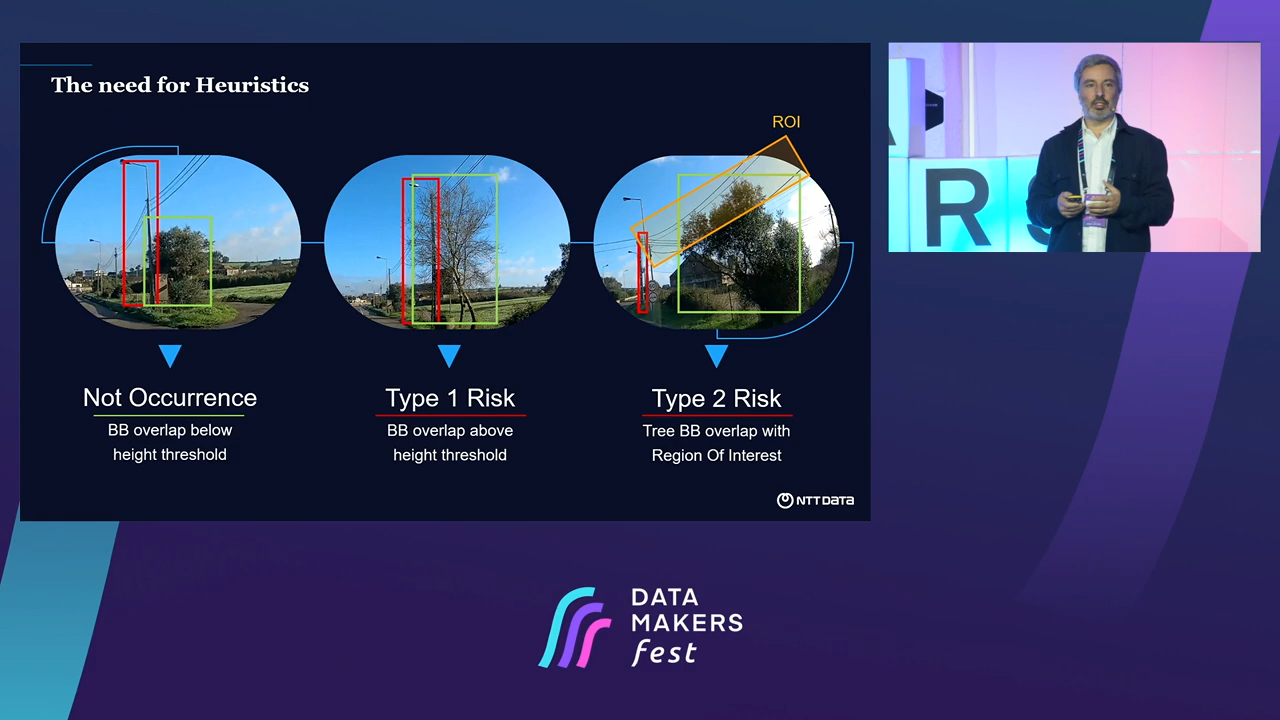 The need for Heuristics
ROI
Not Occurrence
BB overlap below
height threshold
Type 1 Risk
BB overlap above
height threshold
Type 2 Risk
Tree BB overlap with
Region Of Interest
NTT DATA
R
DATA
MAKERS
fest